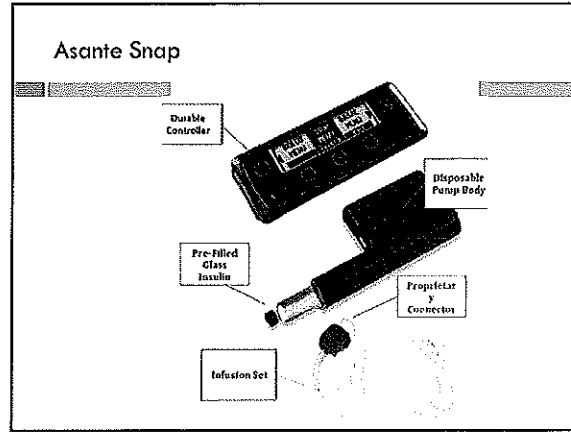 Asante Snap
Durable
Controller
Disposable
Pump Body
Pre-Filled
Glass
Insulin
Proprietar
y
Connector
Infusion Set